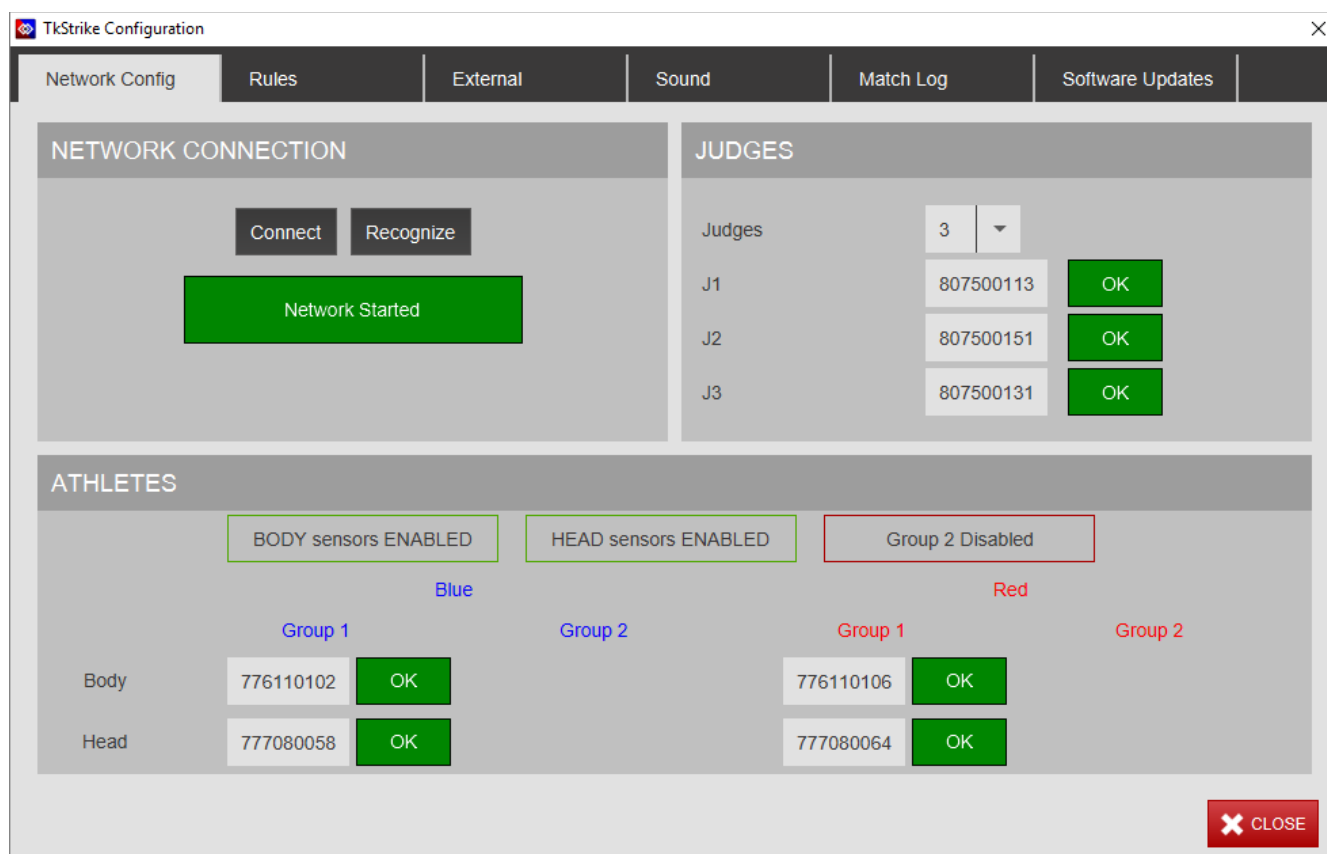 TkStrike Configuration
Network Config Rules External Sound Match Log Software Updates
NETWORK CONNECTION
Connect Recognize
Network Started
JUDGES
Judges 3
J1 807500113 OK
J2 807500151 OK
J3 807500131 OK
ATHLETES
BODY sensors ENABLED HEAD sensors ENABLED Group 2 Disabled
Blue Red
Group 1 Group 2 Group 1 Group 2
Body 776110102 OK 776110106 OK
Head 777080058 OK 777080064 OK
CLOSE